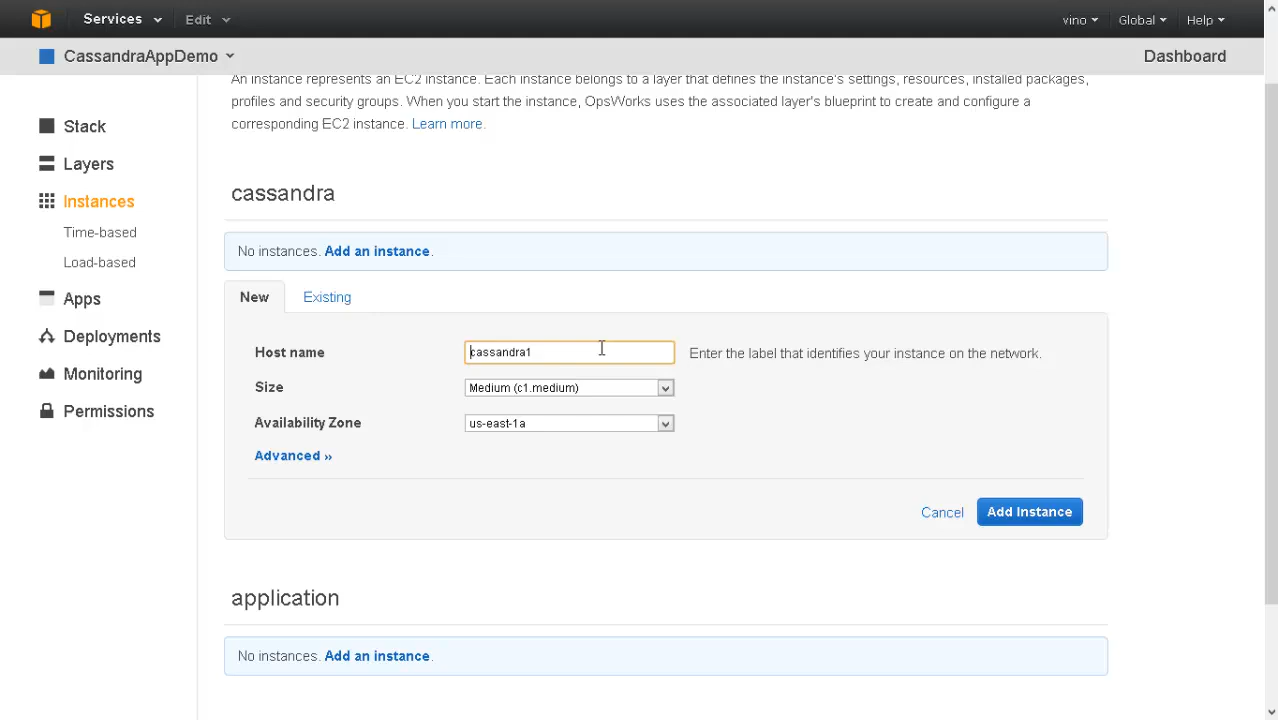 Services Edit vino Global Help
CassandraAppDemo Dashboard
An instance represents an EC2 instance. Each instance belongs to a layer that defines the instance's settings, resources, installed packages,
profiles and security groups. When you start the instance, OpsWorks uses the associated layer's blueprint to create and configure a
corresponding EC2 instance. Learn more.
Stack
Layers
Instances
Time-based
Load-based
Apps
Deployments
Monitoring
Permissions
cassandra
No instances. Add an instance.
New Existing
Host name cassandra1 Enter the label that identifies your instance on the network.
Size Medium (c1.medium)
Availability Zone us-east-1a
Advanced »
Cancel Add Instance
application
No instances. Add an instance.